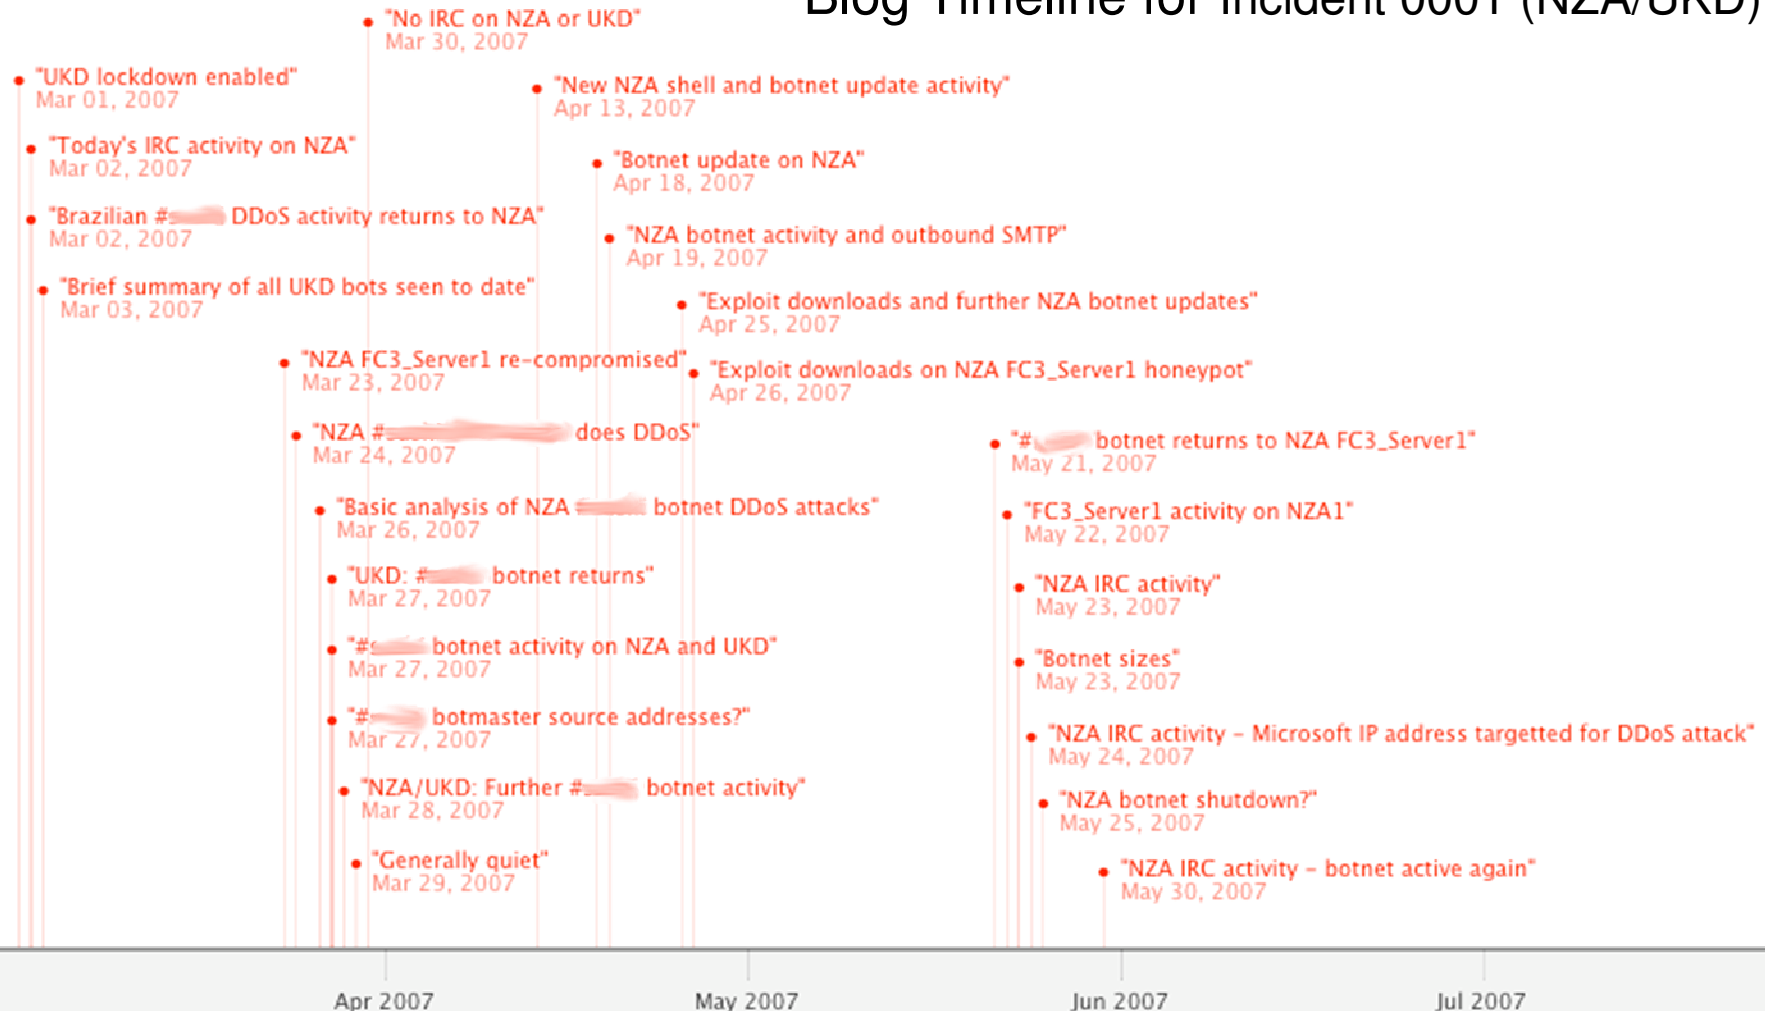 Blog Timeline for Incident 0001 (NZA/UKD)
"No IRC on NZA or UKD"
Mar 30, 2007
"UKD lockdown enabled"
Mar 01, 2007
"New NZA shell and botnet update activity"
Apr 13, 2007
"Today's IRC activity on NZA"
Mar 02, 2007
"Botnet update on NZA"
Apr 18, 2007
"Brazilian # DDoS activity returns to NZA"
Mar 02, 2007
"NZA botnet activity and outbound SMTP"
Apr 19, 2007
"Brief summary of all UKD bots seen to date"
Mar 03, 2007
"Exploit downloads and further NZA botnet updates"
Apr 25, 2007
"NZA FC3_Server1 re-compromised"
Mar 23, 2007
"Exploit downloads on NZA FC3_Server1 honeypot"
Apr 26, 2007
"NZA # does DDoS"
Mar 24, 2007
"# botnet returns to NZA FC3_Server1"
May 21, 2007
"Basic analysis of NZA botnet DDoS attacks"
Mar 26, 2007
"FC3_Server1 activity on NZA1"
May 22, 2007
"UKD: # botnet returns"
Mar 27, 2007
"NZA IRC activity"
May 23, 2007
"# botnet activity on NZA and UKD"
Mar 27, 2007
"Botnet sizes"
May 23, 2007
"# botmaster source addresses?"
Mar 27, 2007
"NZA IRC activity - Microsoft IP address targetted for DDoS attack"
May 24, 2007
"NZA/UKD: Further # botnet activity"
Mar 28, 2007
"NZA botnet shutdown?"
May 25, 2007
"Generally quiet"
Mar 29, 2007
"NZA IRC activity - botnet active again"
May 30, 2007
Apr 2007
May 2007
Jun 2007
Jul 2007